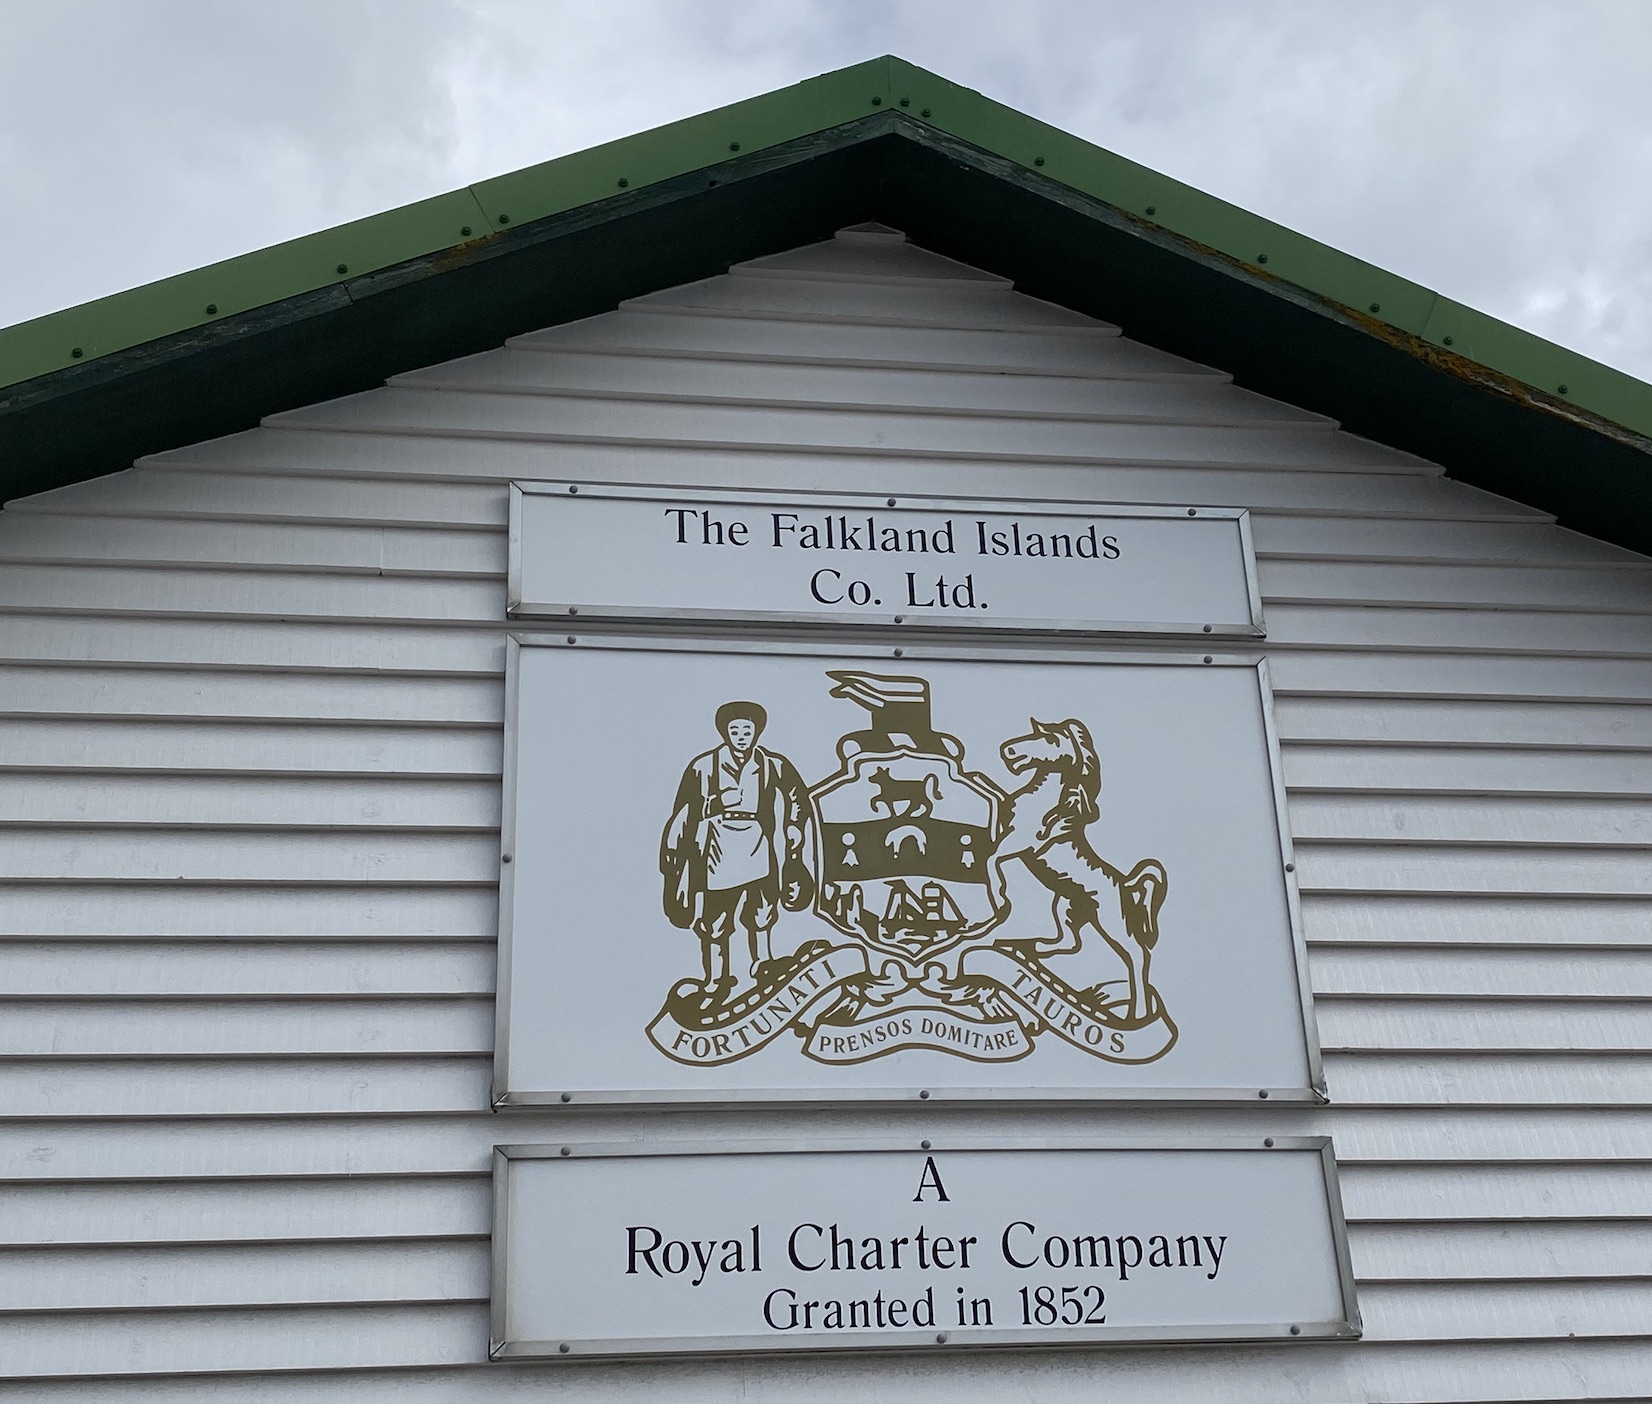 The Falkland Islands
Co. Ltd.
FORTUNATI
PRENSOS DOMITARE
TAUROS
A
Royal Charter Company
Granted in 1852